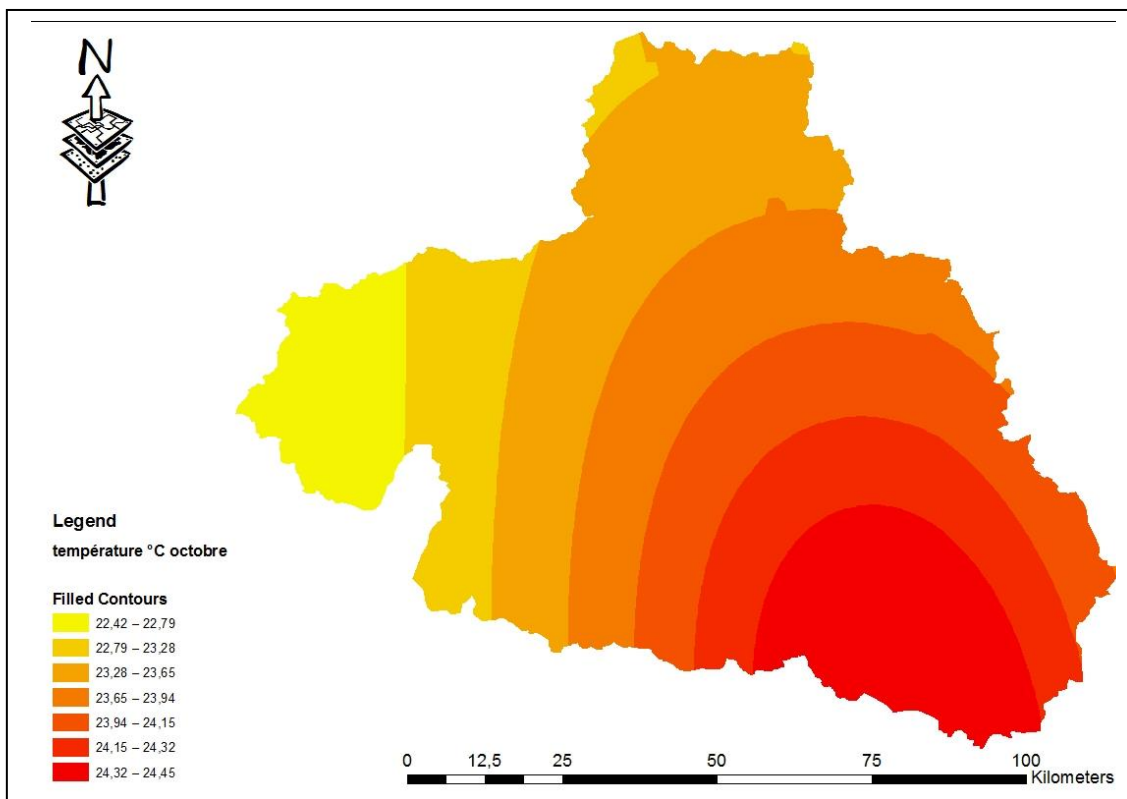 N
Legend
température °C octobre
Filled Contours
22,42 – 22,79
22,79 – 23,28
23,28 – 23,65
23,65 – 23,94
23,94 – 24,15
24,15 – 24,32
24,32 – 24,45
0 12,5 25 50 75 100
Kilometers